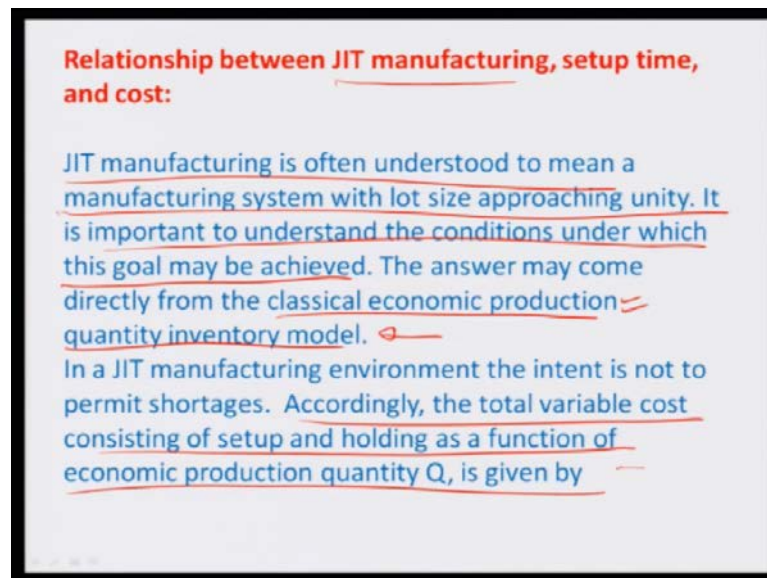 Relationship between JIT manufacturing, setup time,
and cost:
JIT manufacturing is often understood to mean a
manufacturing system with lot size approaching unity. It
is important to understand the conditions under which
this goal may be achieved. The answer may come
directly from the classical economic production
quantity inventory model.
In a JIT manufacturing environment the intent is not to
permit shortages.  Accordingly, the total variable cost
consisting of setup and holding as a function of
economic production quantity Q, is given by